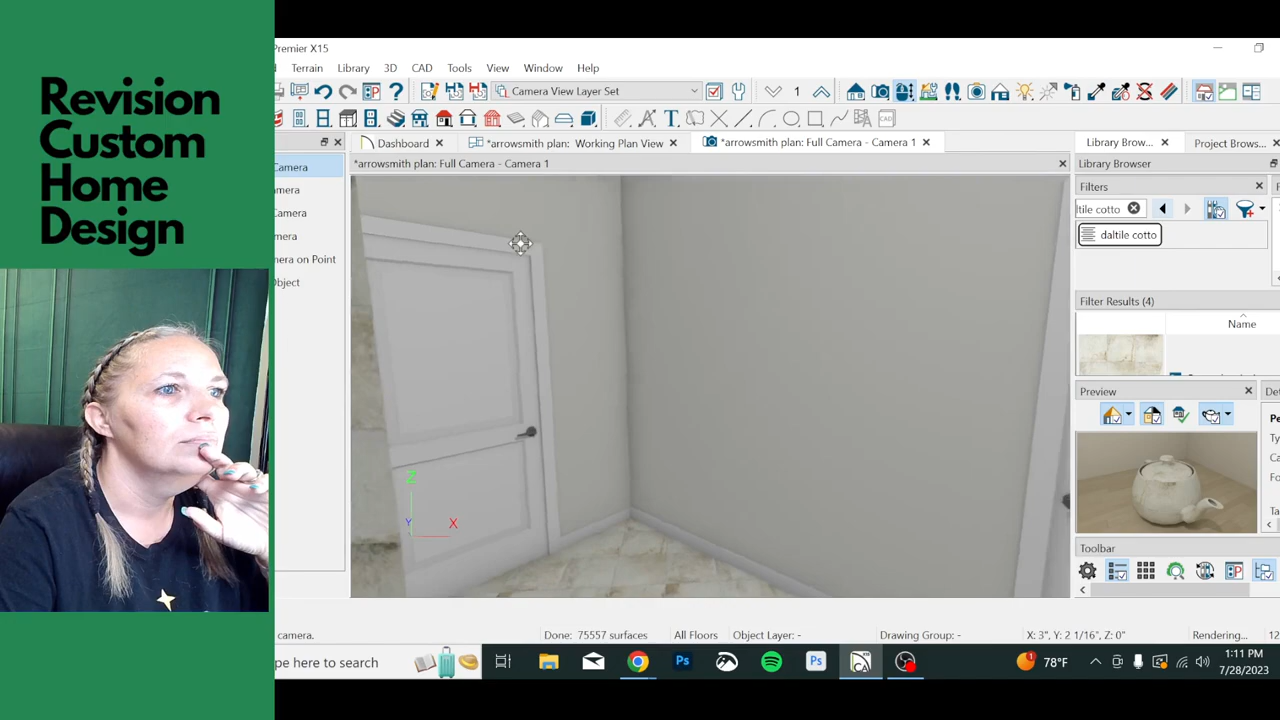 Revision
Custom
Home
Design
Premier X15
Terrain Library 3D CAD Tools View Window Help
Camera View Layer Set
1
Dashboard
*arrowsmith plan: Working Plan View
*arrowsmith plan: Full Camera - Camera 1
Library Brow...
Project Brows...
Camera
*arrowsmith plan: Full Camera - Camera 1
Library Browser
Filters
ltile cotto
daltile cotto
amera
Camera
mera
era on Point
Object
Filter Results (4)
Name
Preview
De
Z
Y X
Toolbar
camera.
Done: 75557 surfaces
All Floors
Object Layer: -
Drawing Group: -
X: 3", Y: 2 1/16", Z: 0"
Rendering...
pe here to search
78°F
1:11 PM
7/28/2023